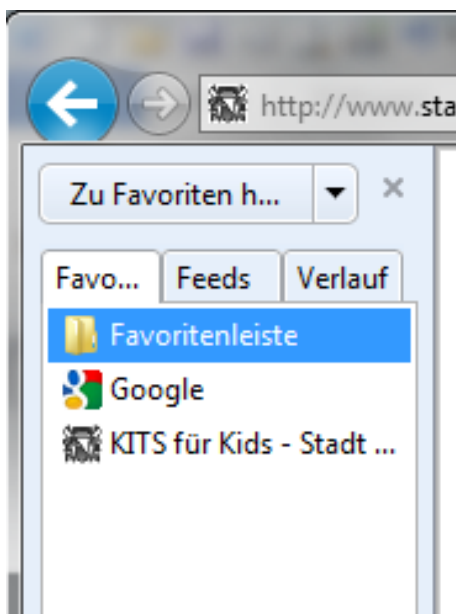 http://www.sta
Zu Favoriten h...
Favo... Feeds Verlauf
Favoritenleiste
Google
KITS für Kids - Stadt ...